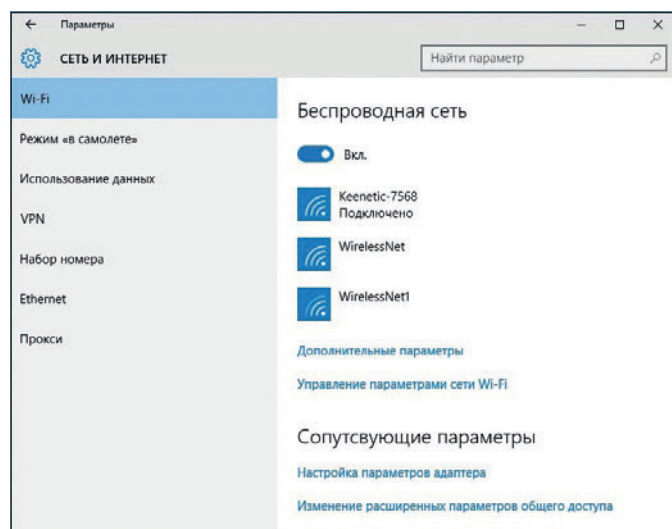 Параметры
СЕТЬ И ИНТЕРНЕТ
Найти параметр
Wi-Fi
Режим «в самолете»
Использование данных
VPN
Набор номера
Ethernet
Прокси
Беспроводная сеть
Вкл.
Keenetic-7568
Подключено
WirelessNet
WirelessNet1
Дополнительные параметры
Управление параметрами сети Wi-Fi
Сопутсвующие параметры
Настройка параметров адаптера
Изменение расширенных параметров общего доступа